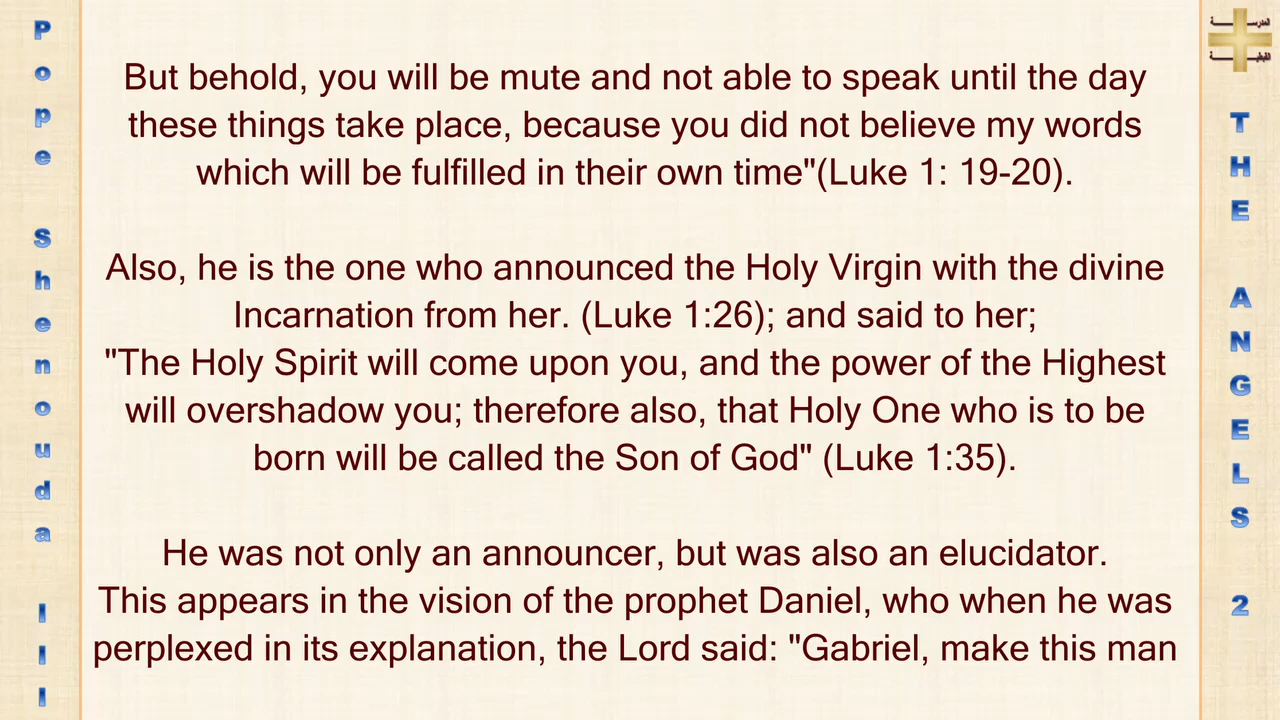 Pope Shenouda III
But behold, you will be mute and not able to speak until the day
these things take place, because you did not believe my words
which will be fulfilled in their own time"(Luke 1: 19-20).
Also, he is the one who announced the Holy Virgin with the divine
Incarnation from her. (Luke 1:26); and said to her;
"The Holy Spirit will come upon you, and the power of the Highest
will overshadow you; therefore also, that Holy One who is to be
born will be called the Son of God" (Luke 1:35).
He was not only an announcer, but was also an elucidator.
This appears in the vision of the prophet Daniel, who when he was
perplexed in its explanation, the Lord said: "Gabriel, make this man
المدرســـة
القبطيـــة
THE ANGELS 2